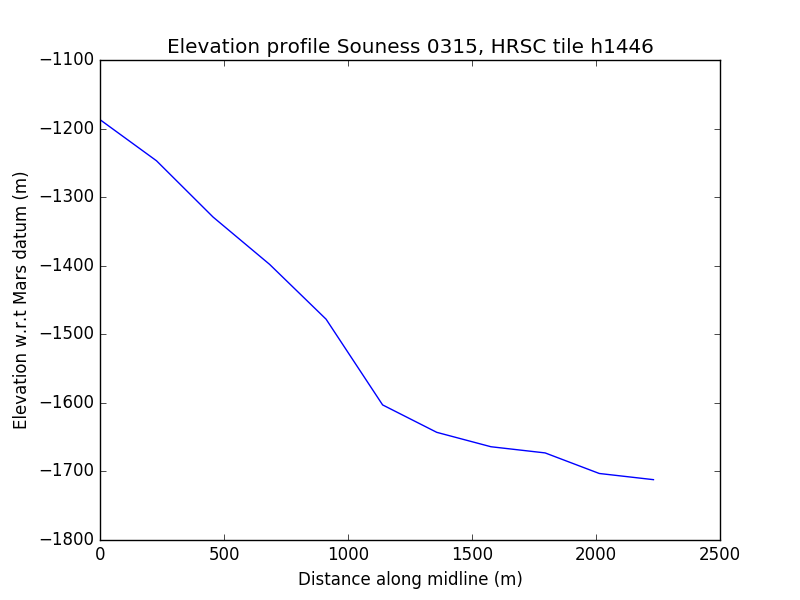 Elevation profile Souness 0315, HRSC tile h1446
−1100
−1200
−1300
−1400
−1500
−1600
−1700
−1800
Elevation w.r.t Mars datum (m)
0 500 1000 1500 2000 2500
Distance along midline (m)